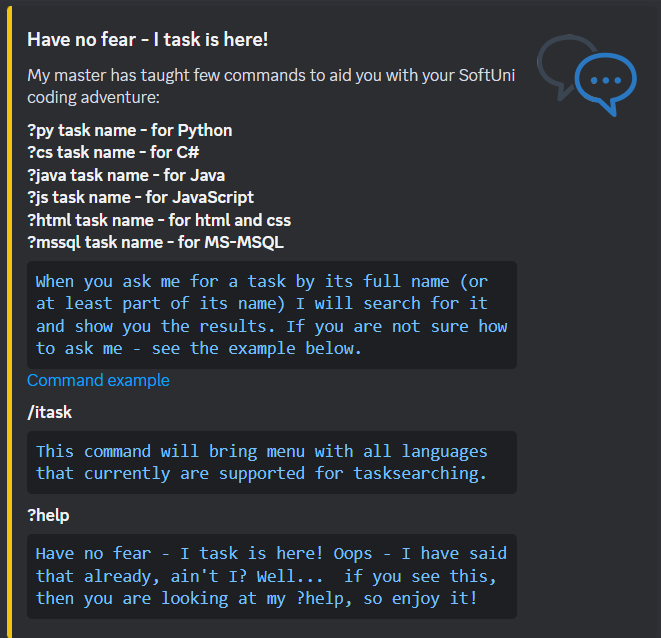 Have no fear - I task is here!
My master has taught few commands to aid you with your SoftUni
coding adventure:
?py task name - for Python
?cs task name - for C#
?java task name - for Java
?js task name - for JavaScript
?html task name - for html and css
?mssql task name - for MS-MSQL
When you ask me for a task by its full name (or
at least part of its name) I will search for it
and show you the results. If you are not sure how
to ask me - see the example below.
Command example
/itask
This command will bring menu with all languages
that currently are supported for tasksearching.
?help
Have no fear - I task is here! Oops - I have said
that already, ain't I? Well...  if you see this,
then you are looking at my ?help, so enjoy it!